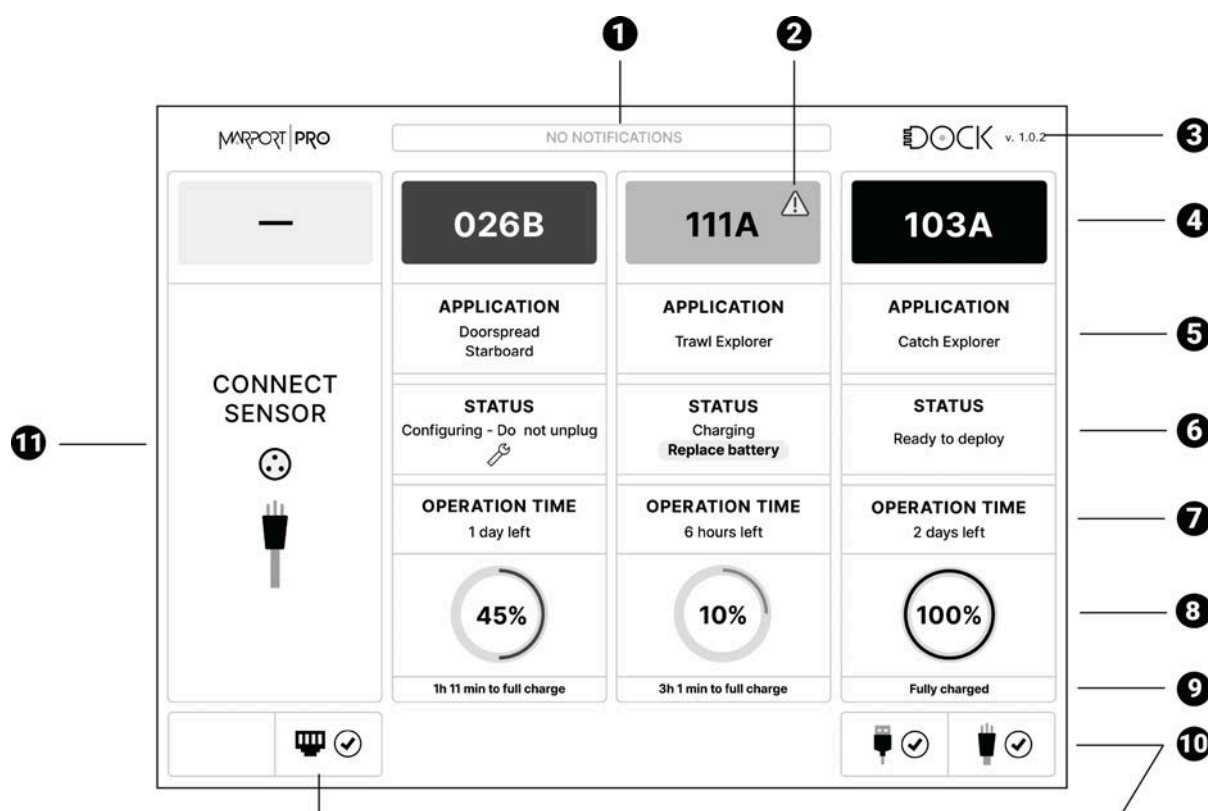 1
2
MARPORT PRO
NO NOTIFICATIONS
DOCK v. 1.0.2
3
026B
111A
103A
4
APPLICATION
Doorspread
Starboard
APPLICATION
Trawl Explorer
APPLICATION
Catch Explorer
5
CONNECT
SENSOR
11
STATUS
Configuring - Do not unplug
STATUS
Charging
Replace battery
STATUS
Ready to deploy
6
OPERATION TIME
1 day left
OPERATION TIME
6 hours left
OPERATION TIME
2 days left
7
45%
10%
100%
8
1h 11 min to full charge
3h 1 min to full charge
Fully charged
9
10